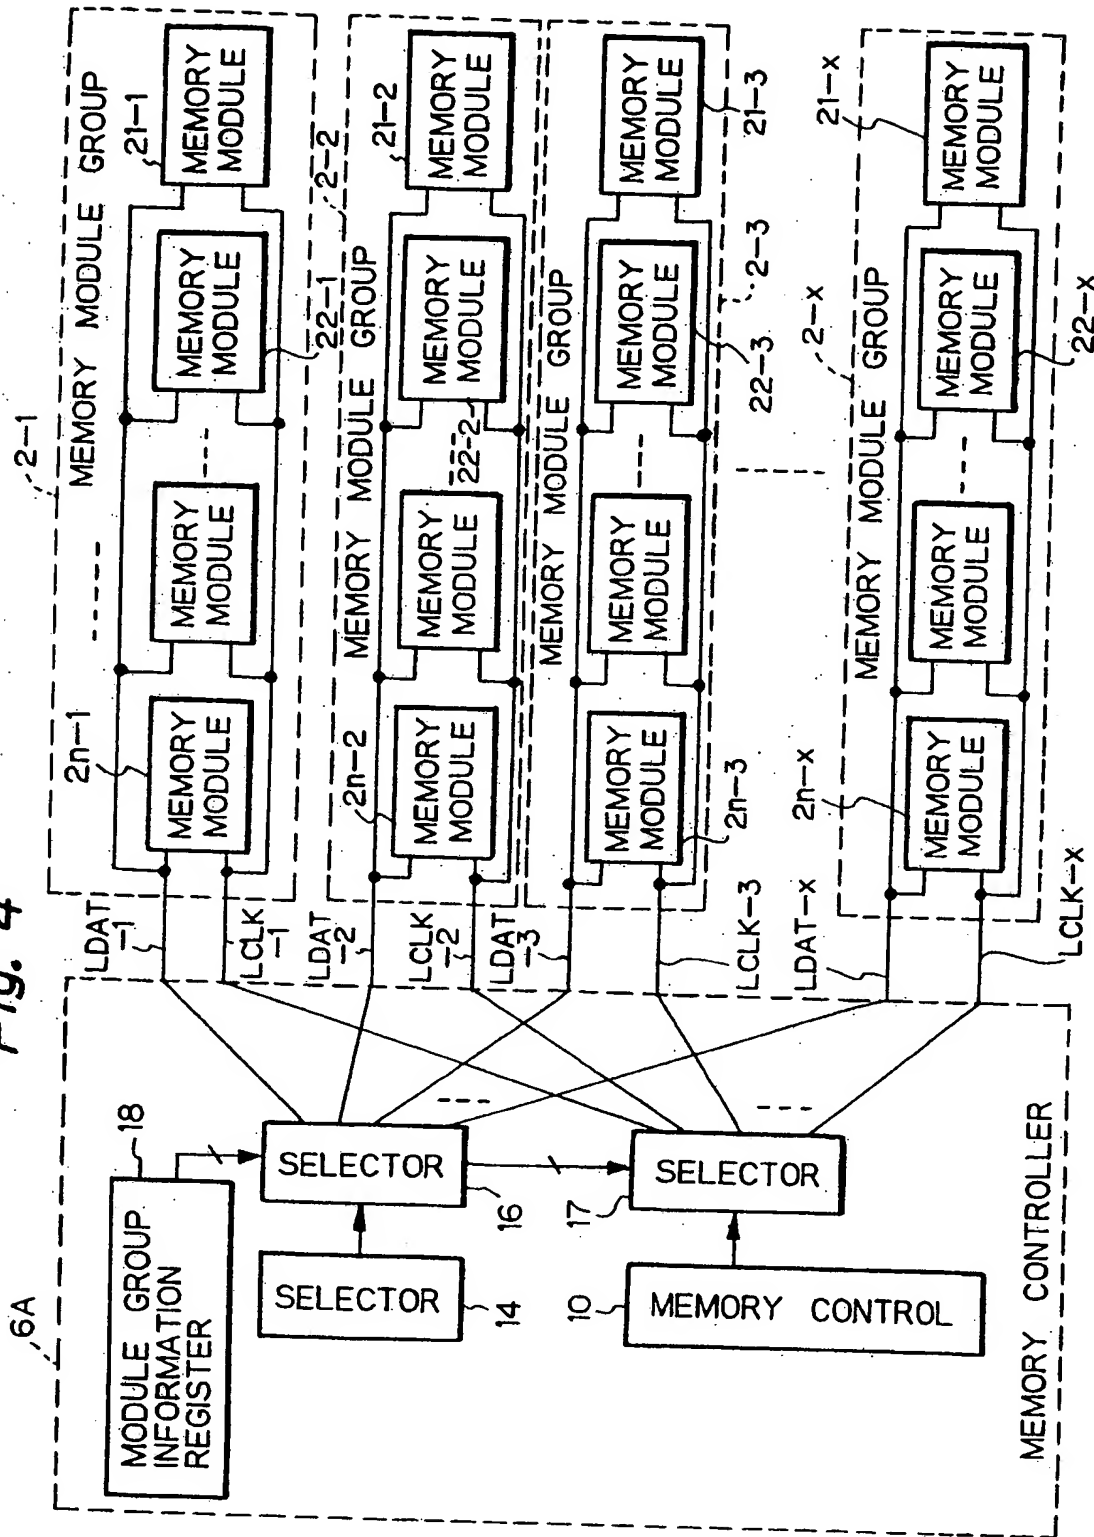 Fig. 4
6A
MODULE GROUP
INFORMATION
REGISTER
18
SELECTOR
16
SELECTOR
14
SELECTOR
17
MEMORY CONTROL
10
MEMORY CONTROLLER
LDAT
-1
LCLK
-1
LDAT
-2
LCLK
-2
LDAT
-3
LCLK-3
LDAT-X
LCLK-X
2-1
MEMORY MODULE GROUP
2n-1
MEMORY
MODULE
MEMORY
MODULE
MEMORY
MODULE
22-1
MEMORY
MODULE
21-1
2-2
MEMORY MODULE GROUP
2n-2
MEMORY
MODULE
MEMORY
MODULE
MEMORY
MODULE
22-2
MEMORY
MODULE
21-2
2-3
MEMORY MODULE GROUP
2n-3
MEMORY
MODULE
MEMORY
MODULE
MEMORY
MODULE
22-3
MEMORY
MODULE
21-3
2-X
MEMORY MODULE GROUP
2n-X
MEMORY
MODULE
MEMORY
MODULE
MEMORY
MODULE
22-X
MEMORY
MODULE
21-X